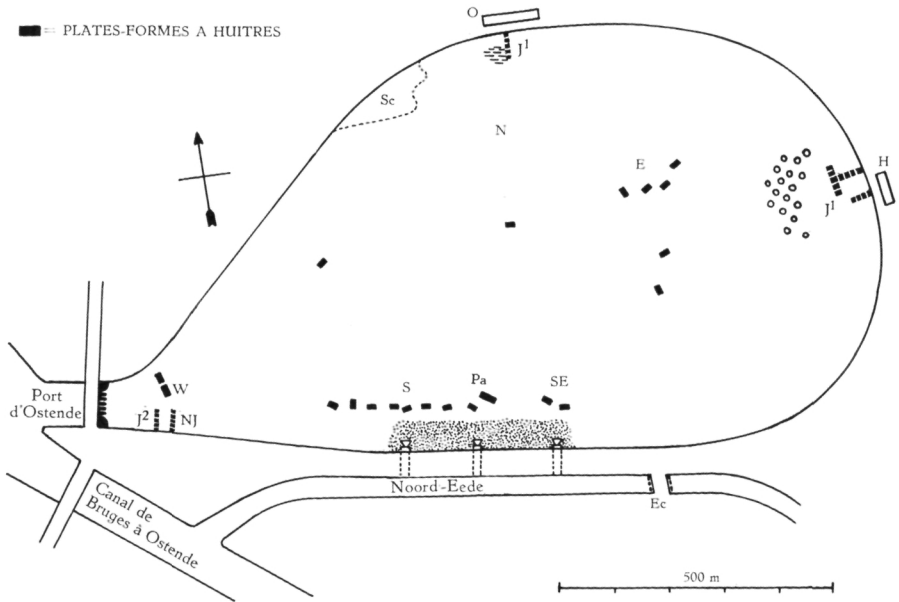 = PLATES-FORMES A HUITRES
O
J1
Sc
N
E
H
J1
S
Pa
SE
W
Port
d'Ostende
J2
NJ
Noord-Eede
Ec
Canal de
Bruges à Ostende
500 m